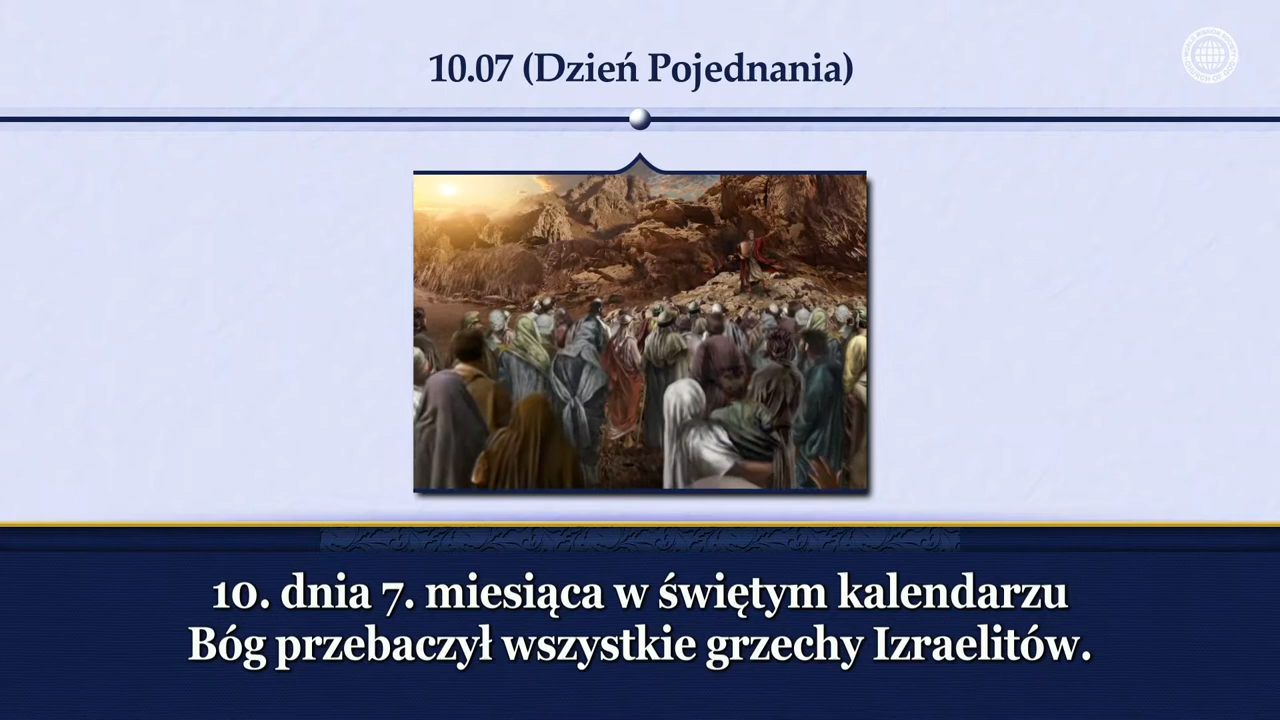 10.07 (Dzień Pojednania)
10. dnia 7. miesiąca w świętym kalendarzu
Bóg przebaczył wszystkie grzechy Izraelitów.